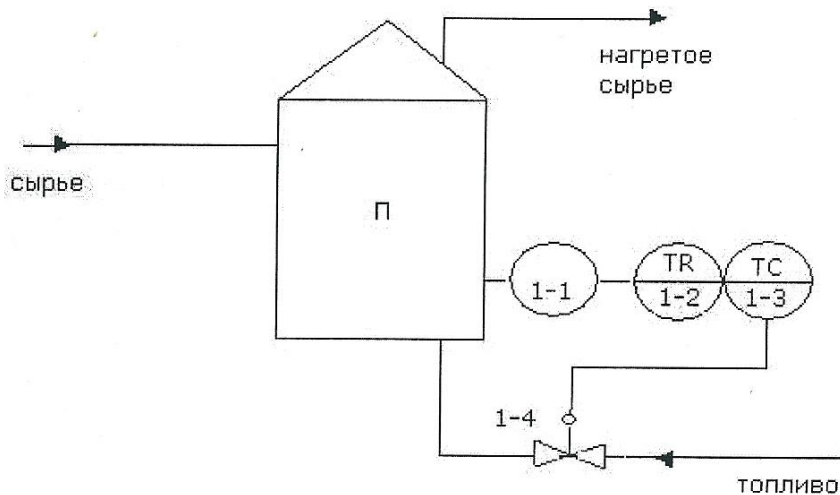 нагретое
сырье
сырье
П
TR
TC
1-1
1-2
1-3
1-4
топливо